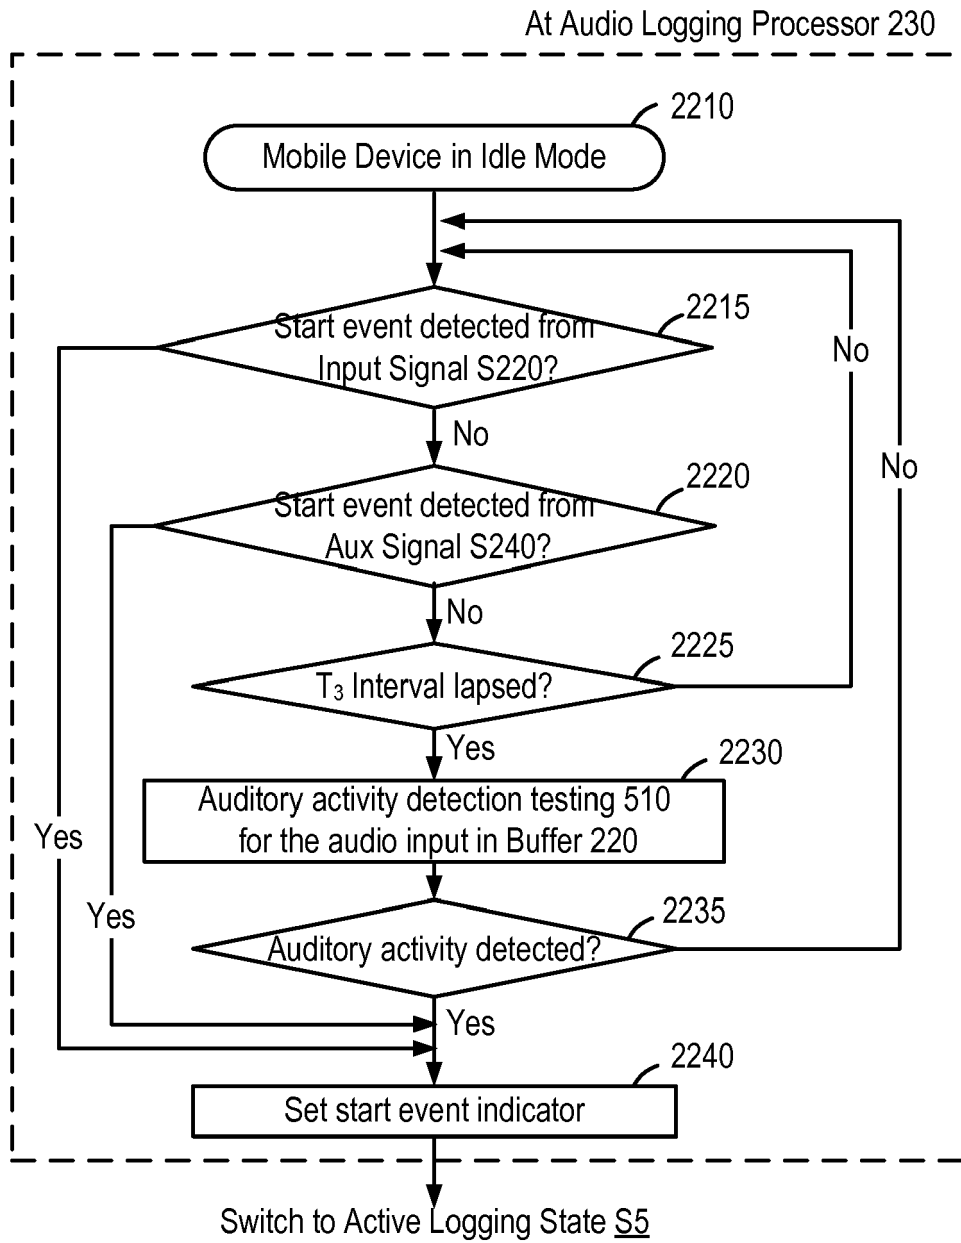 At Audio Logging Processor 230
2210
Mobile Device in Idle Mode
2215
Start event detected from
Input Signal S220?
No
No
2220
Start event detected from
Aux Signal S240?
No
No
2225
T₃ Interval lapsed?
Yes
2230
Auditory activity detection testing 510
for the audio input in Buffer 220
Yes
Yes
2235
Auditory activity detected?
Yes
2240
Set start event indicator
Switch to Active Logging State S5